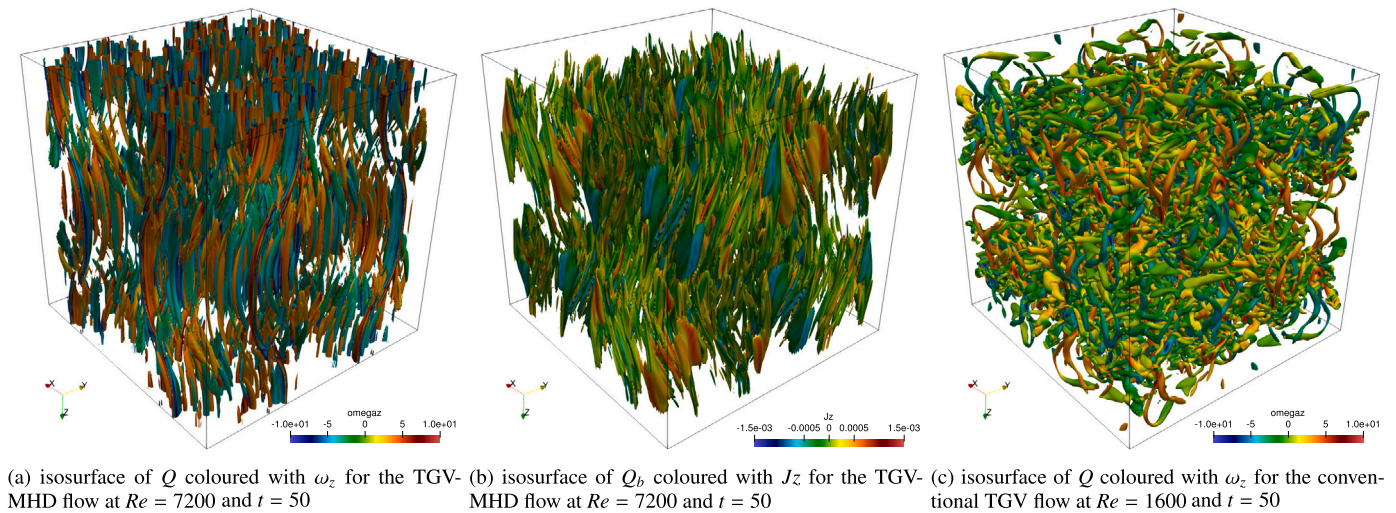 X Y Z
omegaz
-1.0e+01 -5 0 5 1.0e+01
X Y Z
Jz
-1.5e-03 -0.0005 0 0.0005 1.5e-03
X Y Z
omegaz
-1.0e+01 -5 0 5 1.0e+01
(a) isosurface of Q coloured with ω_z for the TGV-
MHD flow at Re = 7200 and t = 50
(b) isosurface of Q_b coloured with Jz for the TGV-
MHD flow at Re = 7200 and t = 50
(c) isosurface of Q coloured with ω_z for the conven-
tional TGV flow at Re = 1600 and t = 50